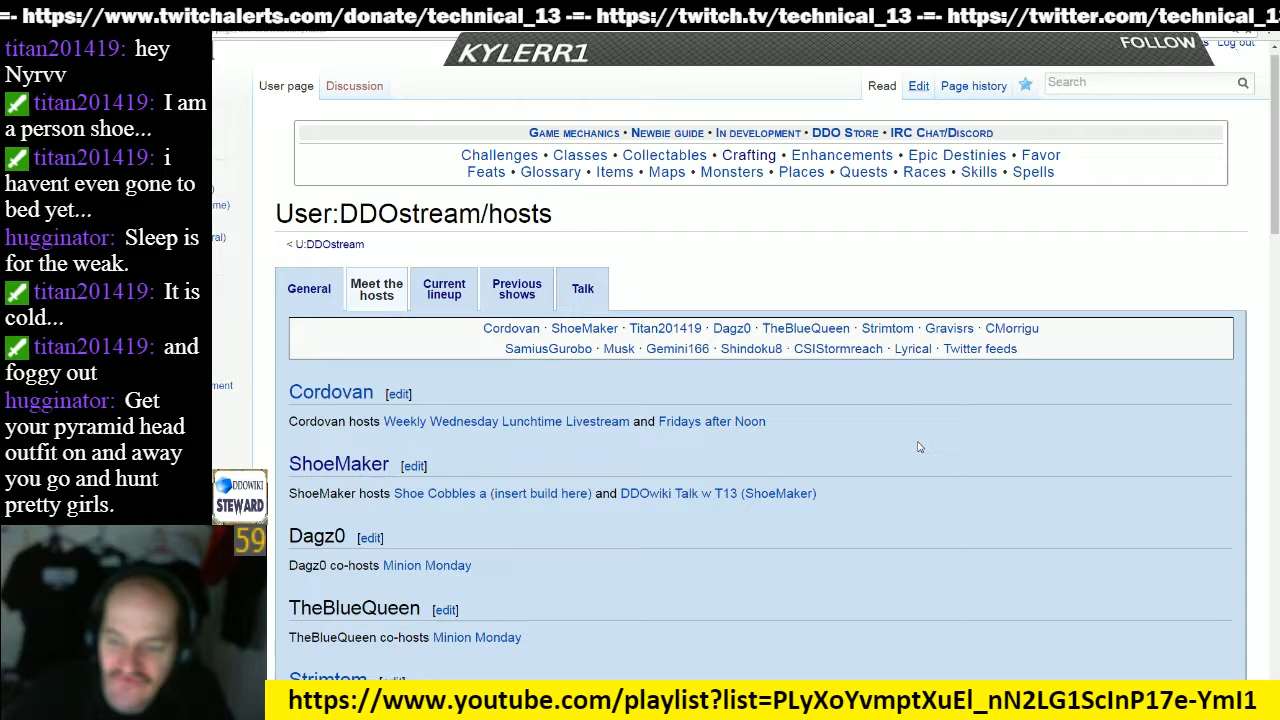 -=- https://www.twitchalerts.com/donate/technical_13 -=- https://twitch.tv/technical_13 -=- https://twitter.com/technical_13
titan201419: hey
Nyrvv
titan201419: I am
a person shoe...
titan201419: i
havent even gone to
bed yet...
hugginator: Sleep is
for the weak.
titan201419: It is
cold...
titan201419: and
foggy out
hugginator: Get
your pyramid head
outfit on and away
you go and hunt
pretty girls.
DDOWIKI
STEWARD
59
KYLERR1
FOLLOW
Log out
User page
Discussion
Read
Edit
Page history
Search
Game mechanics • Newbie guide • In development • DDO Store • IRC Chat/Discord
Challenges • Classes • Collectables • Crafting • Enhancements • Epic Destinies • Favor
Feats • Glossary • Items • Maps • Monsters • Places • Quests • Races • Skills • Spells
User:DDOstream/hosts
< U:DDOstream
General
Meet the
hosts
Current
lineup
Previous
shows
Talk
Cordovan · ShoeMaker · Titan201419 · Dagz0 · TheBlueQueen · Strimtom · Gravisrs · CMorrigu
SamiusGurobo · Musk · Gemini166 · Shindoku8 · CSIStormreach · Lyrical · Twitter feeds
Cordovan [edit]
Cordovan hosts Weekly Wednesday Lunchtime Livestream and Fridays after Noon
ShoeMaker [edit]
ShoeMaker hosts Shoe Cobbles a (insert build here) and DDOwiki Talk w T13 (ShoeMaker)
Dagz0 [edit]
Dagz0 co-hosts Minion Monday
TheBlueQueen [edit]
TheBlueQueen co-hosts Minion Monday
Strimtom [edit]
https://www.youtube.com/playlist?list=PLyXoYvmptXuEl_nN2LG1ScInP17e-YmI1